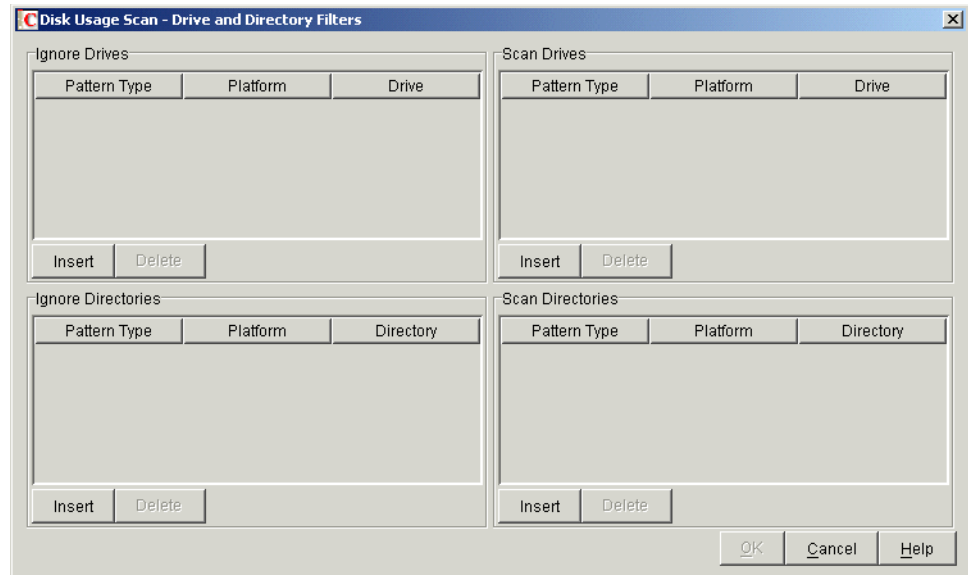 Disk Usage Scan - Drive and Directory Filters
Ignore Drives
Pattern Type Platform Drive
Insert Delete
Scan Drives
Pattern Type Platform Drive
Insert Delete
Ignore Directories
Pattern Type Platform Directory
Insert Delete
Scan Directories
Pattern Type Platform Directory
Insert Delete
OK Cancel Help